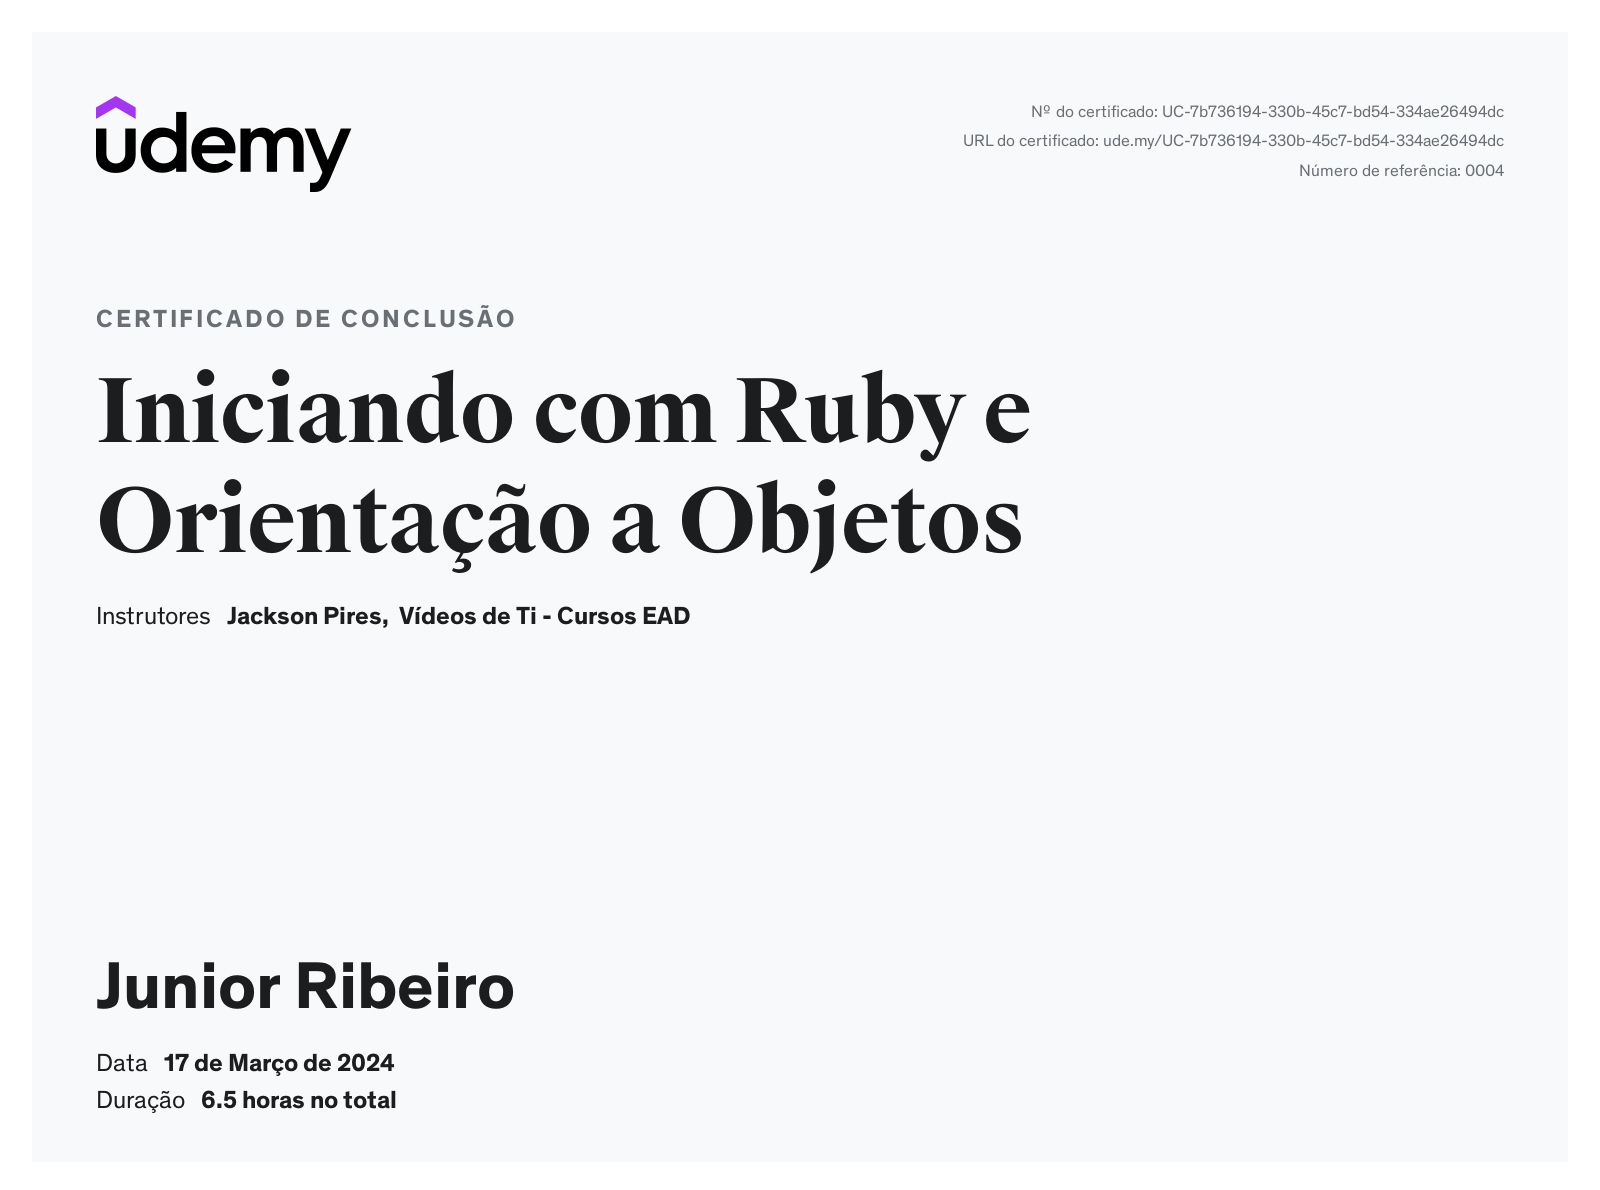 udemy
Nº do certificado: UC-7b736194-330b-45c7-bd54-334ae26494dc
URL do certificado: ude.my/UC-7b736194-330b-45c7-bd54-334ae26494dc
Número de referência: 0004
CERTIFICADO DE CONCLUSÃO
Iniciando com Ruby e
Orientação a Objetos
Instrutores Jackson Pires, Vídeos de Ti - Cursos EAD
Junior Ribeiro
Data 17 de Março de 2024
Duração 6.5 horas no total